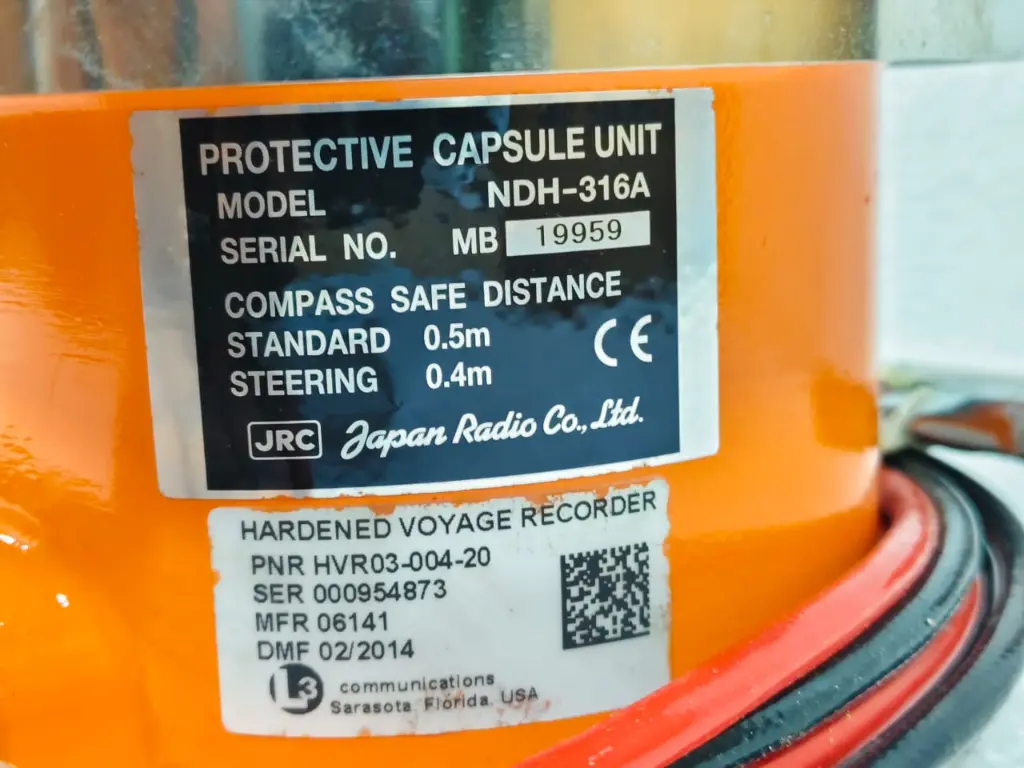 PROTECTIVE CAPSULE UNIT
MODEL NDH-316A
SERIAL NO. MB 19959
COMPASS SAFE DISTANCE
STANDARD 0.5m
STEERING 0.4m
CE
JRC Japan Radio Co., Ltd.
HARDENED VOYAGE RECORDER
PNR HVR03-004-20
SER 000954873
MFR 06141
DMF 02/2014
L3 communications
Sarasota, Florida, USA